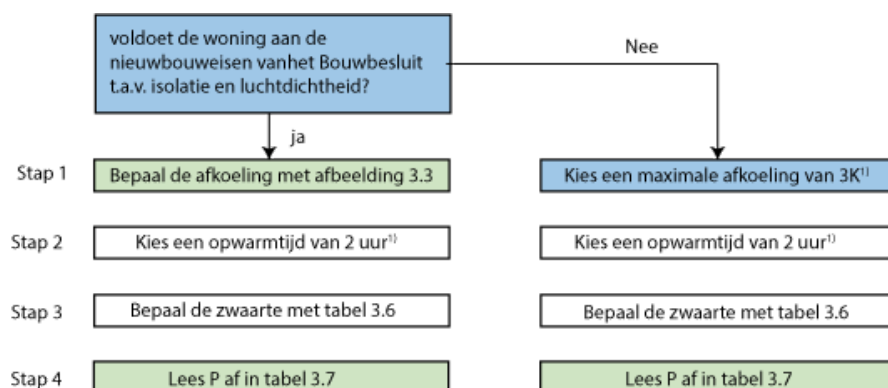 voldoet de woning aan de
nieuwbouweisen vanhet Bouwbesluit
t.a.v. isolatie en luchtdichtheid?
Nee
ja
Stap 1
Bepaal de afkoeling met afbeelding 3.3
Kies een maximale afkoeling van 3K¹⁾
Stap 2
Kies een opwarmtijd van 2 uur¹⁾
Kies een opwarmtijd van 2 uur¹⁾
Stap 3
Bepaal de zwaarte met tabel 3.6
Bepaal de zwaarte met tabel 3.6
Stap 4
Lees P af in tabel 3.7
Lees P af in tabel 3.7